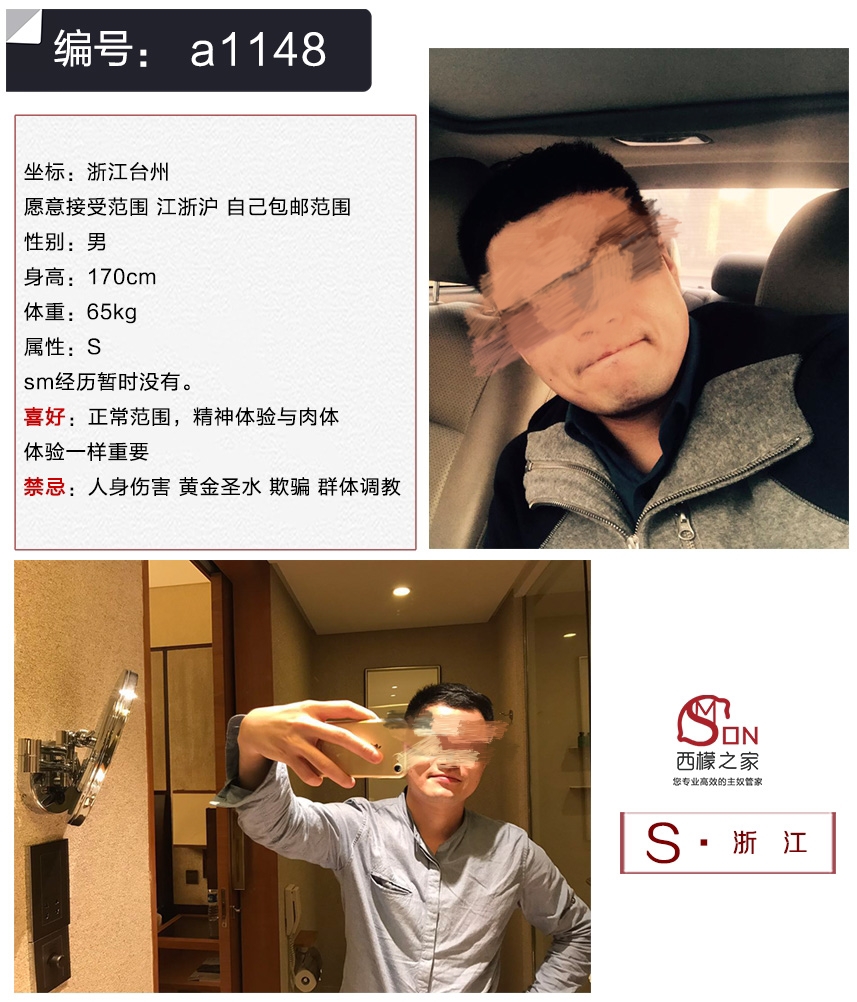 编号： a1148
坐标：浙江台州
愿意接受范围 江浙沪 自己包邮范围
性别：男
身高：170cm
体重：65kg
属性：S
sm经历暂时没有。
喜好：正常范围，精神体验与肉体
体验一样重要
禁忌：人身伤害 黄金圣水 欺骗 群体调教
SMON
西檬之家
您专业高效的主奴管家
S·浙 江